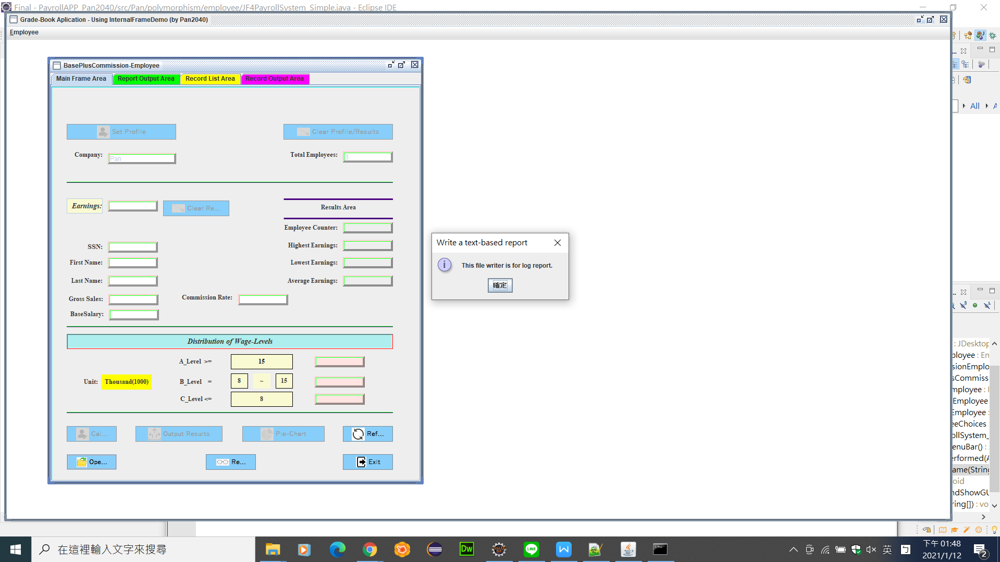 Final - PayrollAPP_Pan2040/src/Pan/polymorphism/employee/JF4PayrollSystem_Simple.java - Eclipse IDE
Grade-Book Aplication - Using InternalFrameDemo (by Pan2040)
Employee
BasePlusCommission-Employee
Main Frame Area
Report Output Area
Record List Area
Record Output Area
Set Profile
Clear Profile/Results
Company:
Pan
Total Employees:
3
Earnings:
Clear Re...
Results Area
Employee Counter:
SSN:
Highest Earnings:
First Name:
Lowest Earnings:
Last Name:
Average Earnings:
Gross Sales:
Commission Rate:
BaseSalary:
Distribution of Wage-Levels
A_Level >=
15
Unit:
Thousand(1000)
B_Level =
8
~
15
C_Level <=
8
Cal...
Output Results
Pie-Chart
Ref...
Ope...
Re...
Exit
Write a text-based report
This file writer is for log report.
確定
All
: JDesktop
ployee : En
sionEmplo
sCommiss
mployee :
Employee
Employee :
eeChoices
ollSystem_
enuBar() :
erformed(A
ame(String
oid
ndShowGU
ring[]) : vo
在這裡輸入文字來搜尋
Dw
LINE
英
下午 01:48
2021/1/12
2